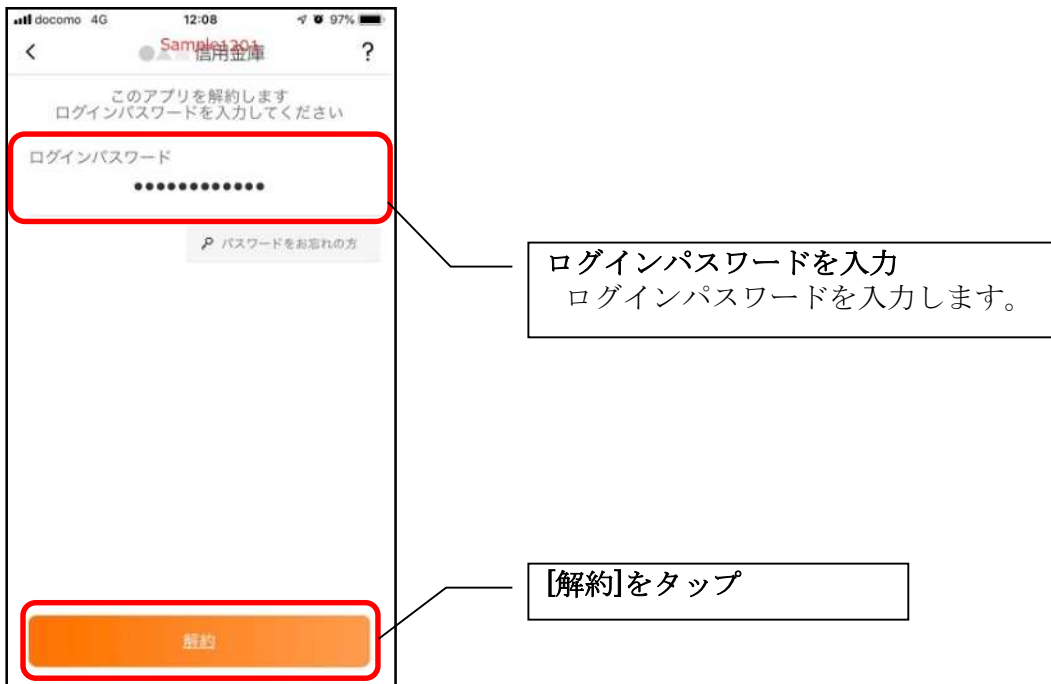 docomo 4G 12:08 97%
Sample1201
信用金庫
?
このアプリを解約します
ログインパスワードを入力してください
ログインパスワード
パスワードをお忘れの方
ログインパスワードを入力
ログインパスワードを入力します。
[解約]をタップ
解約